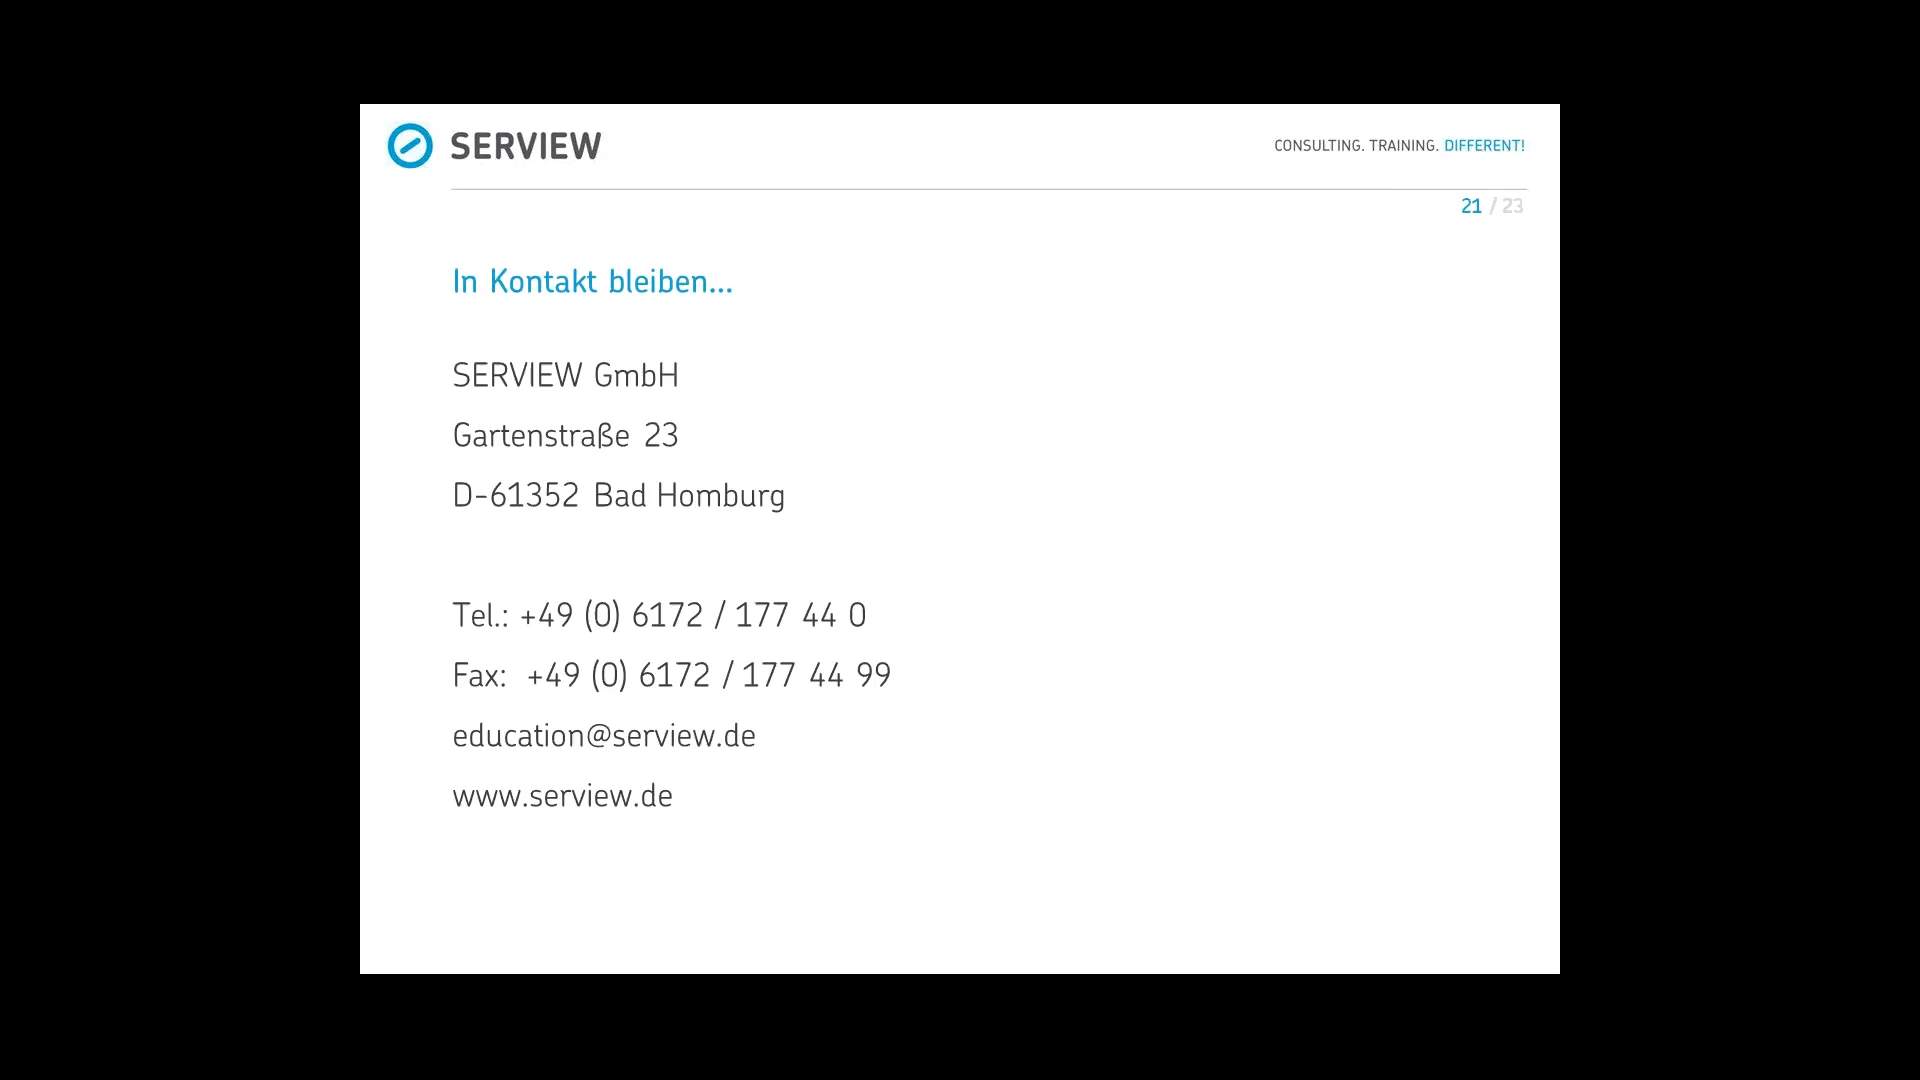 SERVIEW
CONSULTING. TRAINING. DIFFERENT!
21 / 23
In Kontakt bleiben...
SERVIEW GmbH
Gartenstraße 23
D-61352 Bad Homburg
Tel.: +49 (0) 6172 / 177 44 0
Fax: +49 (0) 6172 / 177 44 99
education@serview.de
www.serview.de